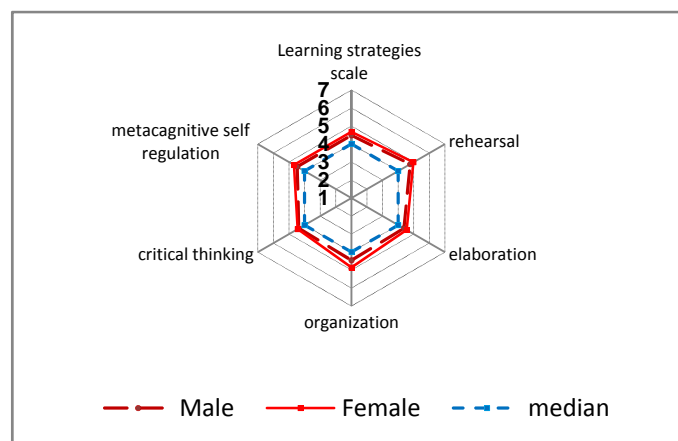 Learning strategies
scale
7
6
5
4
3
2
1
rehearsal
elaboration
organization
critical thinking
metacagnitive self
regulation
Male
Female
median